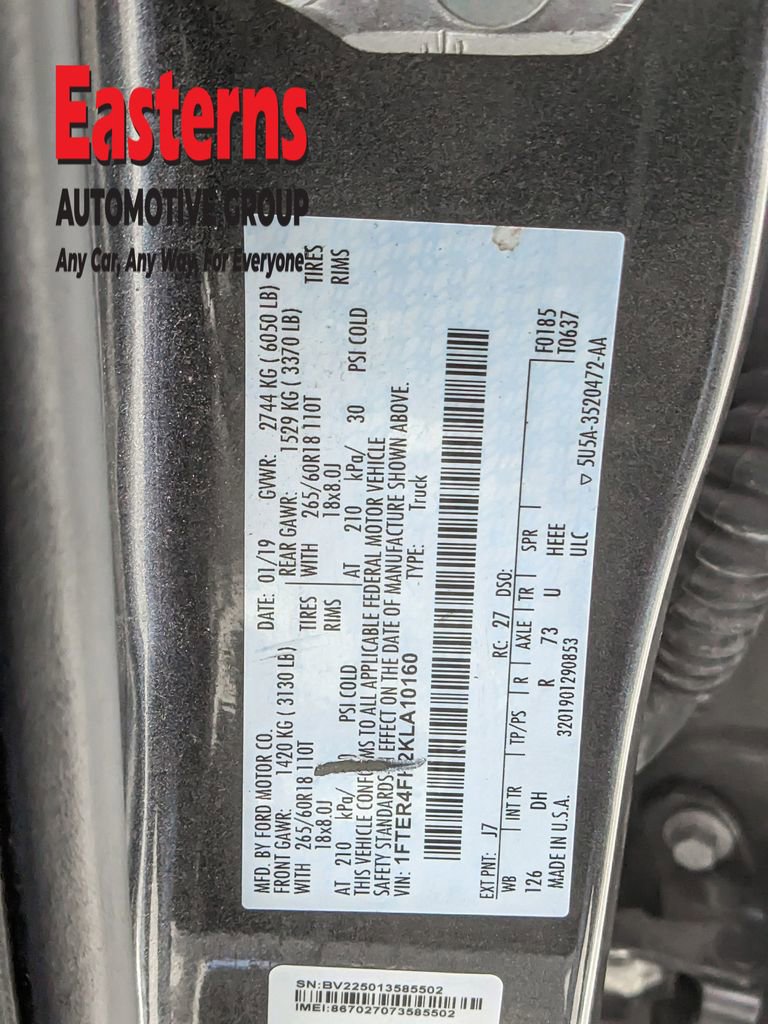 Easterns
AUTOMOTIVE GROUP
Any Car, Any Way, For Everyone
MFD. BY FORD MOTOR CO.
DATE: 01/19 GVWR: 2744 KG ( 6050 LB)
FRONT GAWR: 1420 KG ( 3130 LB)
REAR GAWR: 1529 KG ( 3370 LB)
WITH 265/60R18 110T TIRES
WITH 265/60R18 110T TIRES
18x8.0J RIMS
18x8.0J RIMS
AT 210 kPa/ PSI COLD
AT 210 kPa/ 30 PSI COLD
THIS VEHICLE CONFORMS TO ALL APPLICABLE FEDERAL MOTOR VEHICLE
SAFETY STANDARDS EFFECT ON THE DATE OF MANUFACTURE SHOWN ABOVE.
VIN: 1FTER4FH2KLA10160 TYPE: Truck
EXT PNT: J7 RC: 27 DSO:
WB INT TR TP/PS R AXLE TR SPR F0185
T0637
126 DH R 73 U HEEE
ULC
MADE IN U.S.A. 3201901290853 ▽ 5U5A-3520472-AA
SN:BV225013585502
IMEI:867027073585502